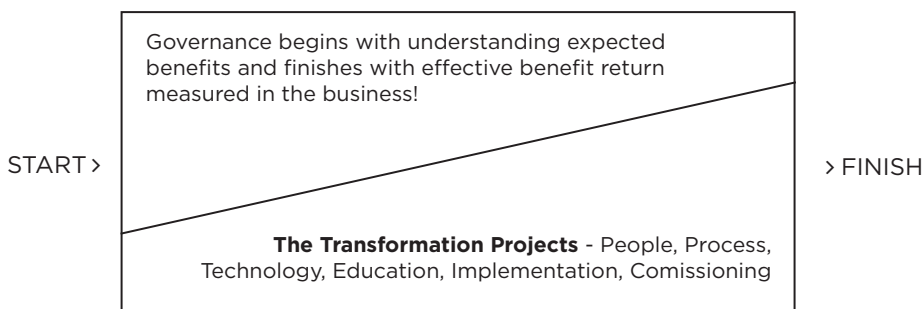 Governance begins with understanding expected
benefits and finishes with effective benefit return
measured in the business!
START >
> FINISH
The Transformation Projects - People, Process,
Technology, Education, Implementation, Comissioning